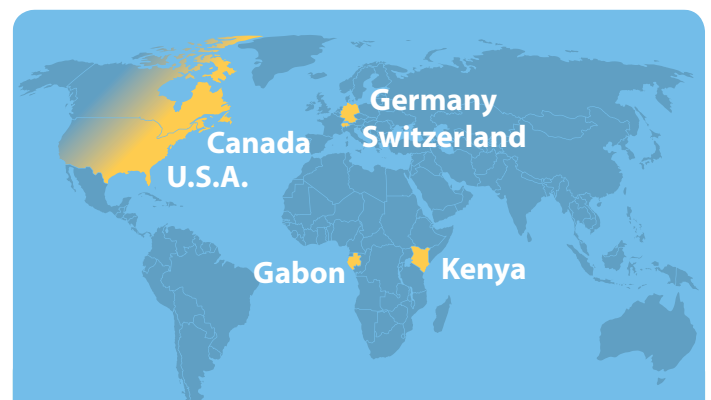 Germany
Canada
Switzerland
U.S.A.
Gabon
Kenya